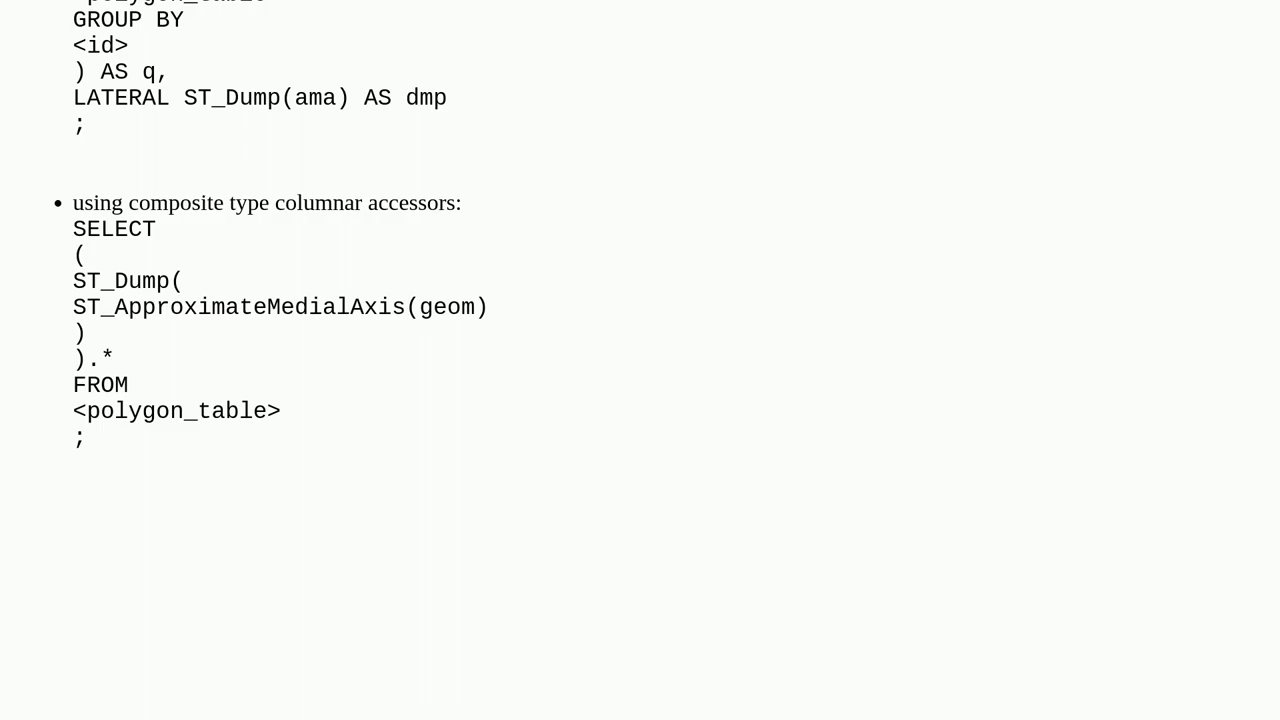 GROUP BY
<id>
) AS q,
LATERAL ST_Dump(ama) AS dmp
;
• using composite type columnar accessors:
SELECT
(
ST_Dump(
ST_ApproximateMedialAxis(geom)
)
).*
FROM
<polygon_table>
;